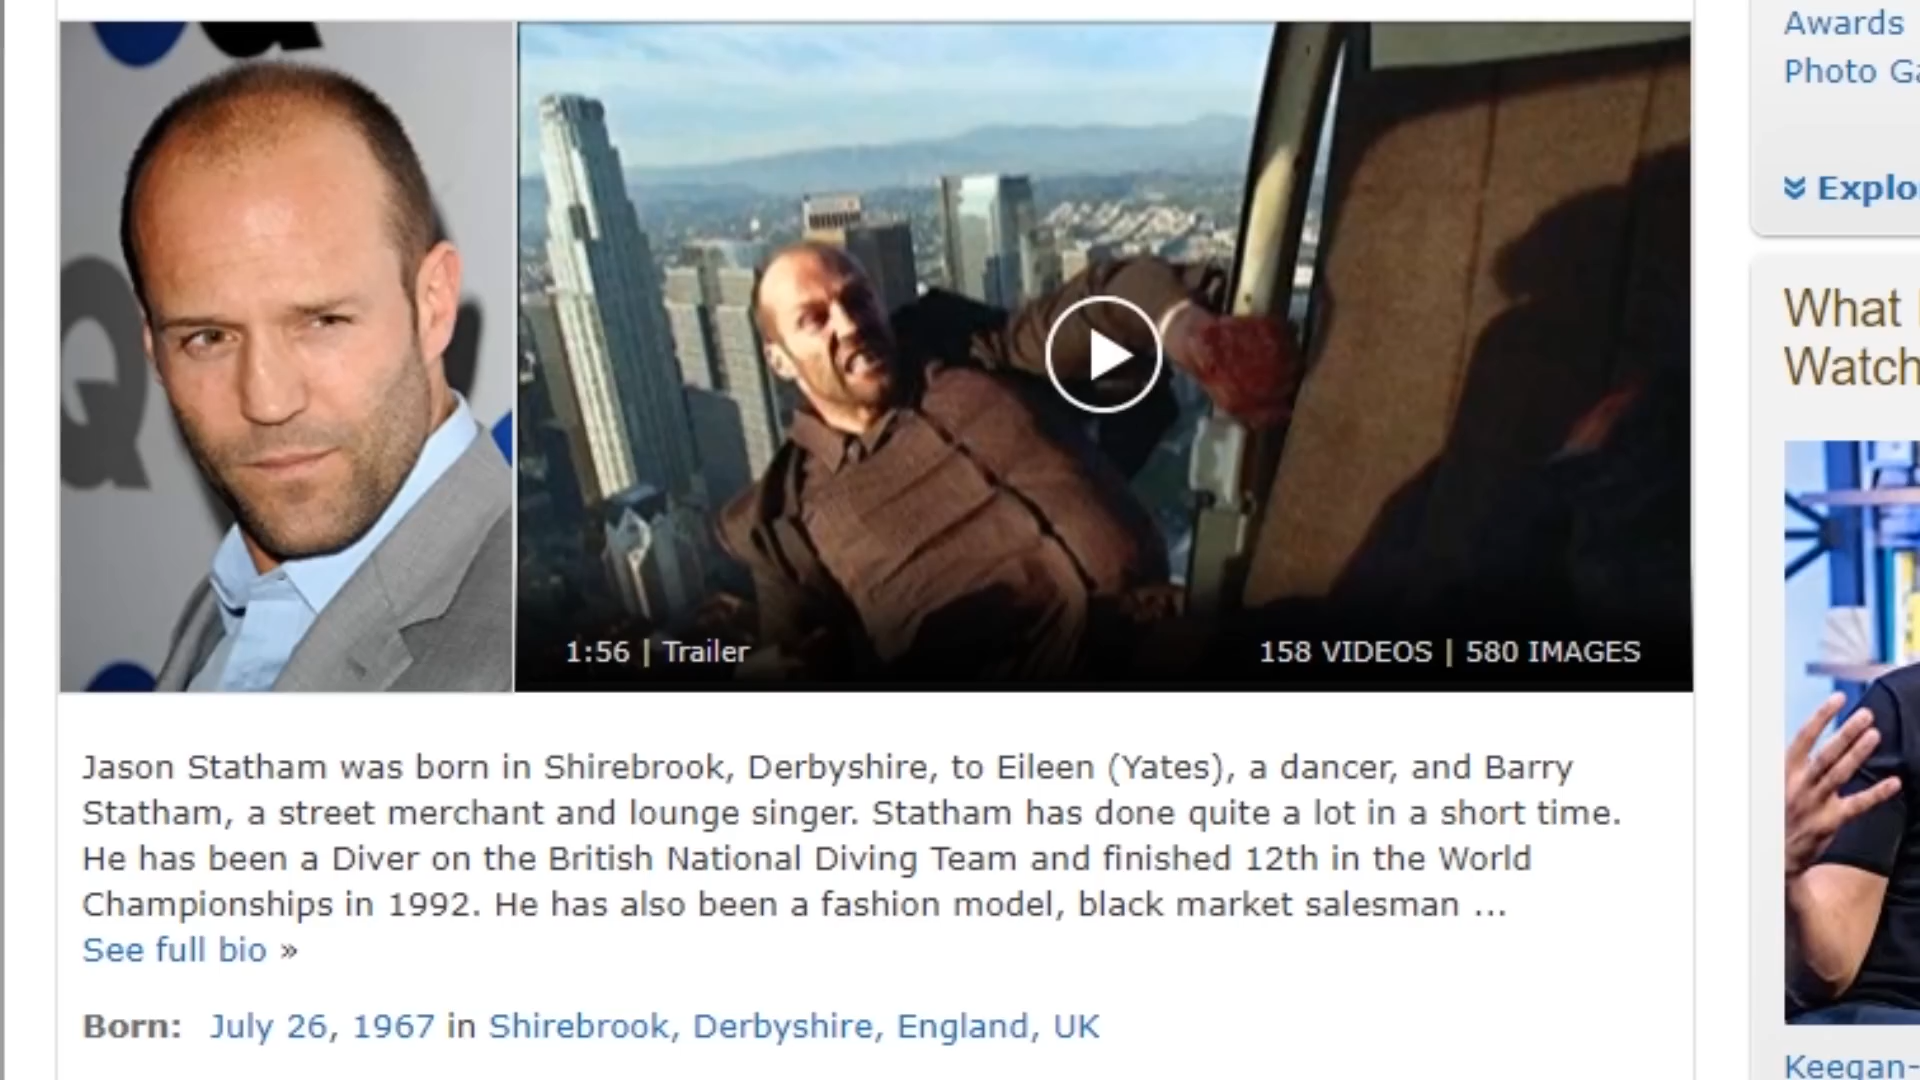 Awards
Photo
1:56 | Trailer
158 VIDEOS | 580 IMAGES
What
Watch
Jason Statham was born in Shirebrook, Derbyshire, to Eileen (Yates), a dancer, and Barry
Statham, a street merchant and lounge singer. Statham has done quite a lot in a short time.
He has been a Diver on the British National Diving Team and finished 12th in the World
Championships in 1992. He has also been a fashion model, black market salesman ...
See full bio »
Born: July 26, 1967 in Shirebrook, Derbyshire, England, UK
Keegan-